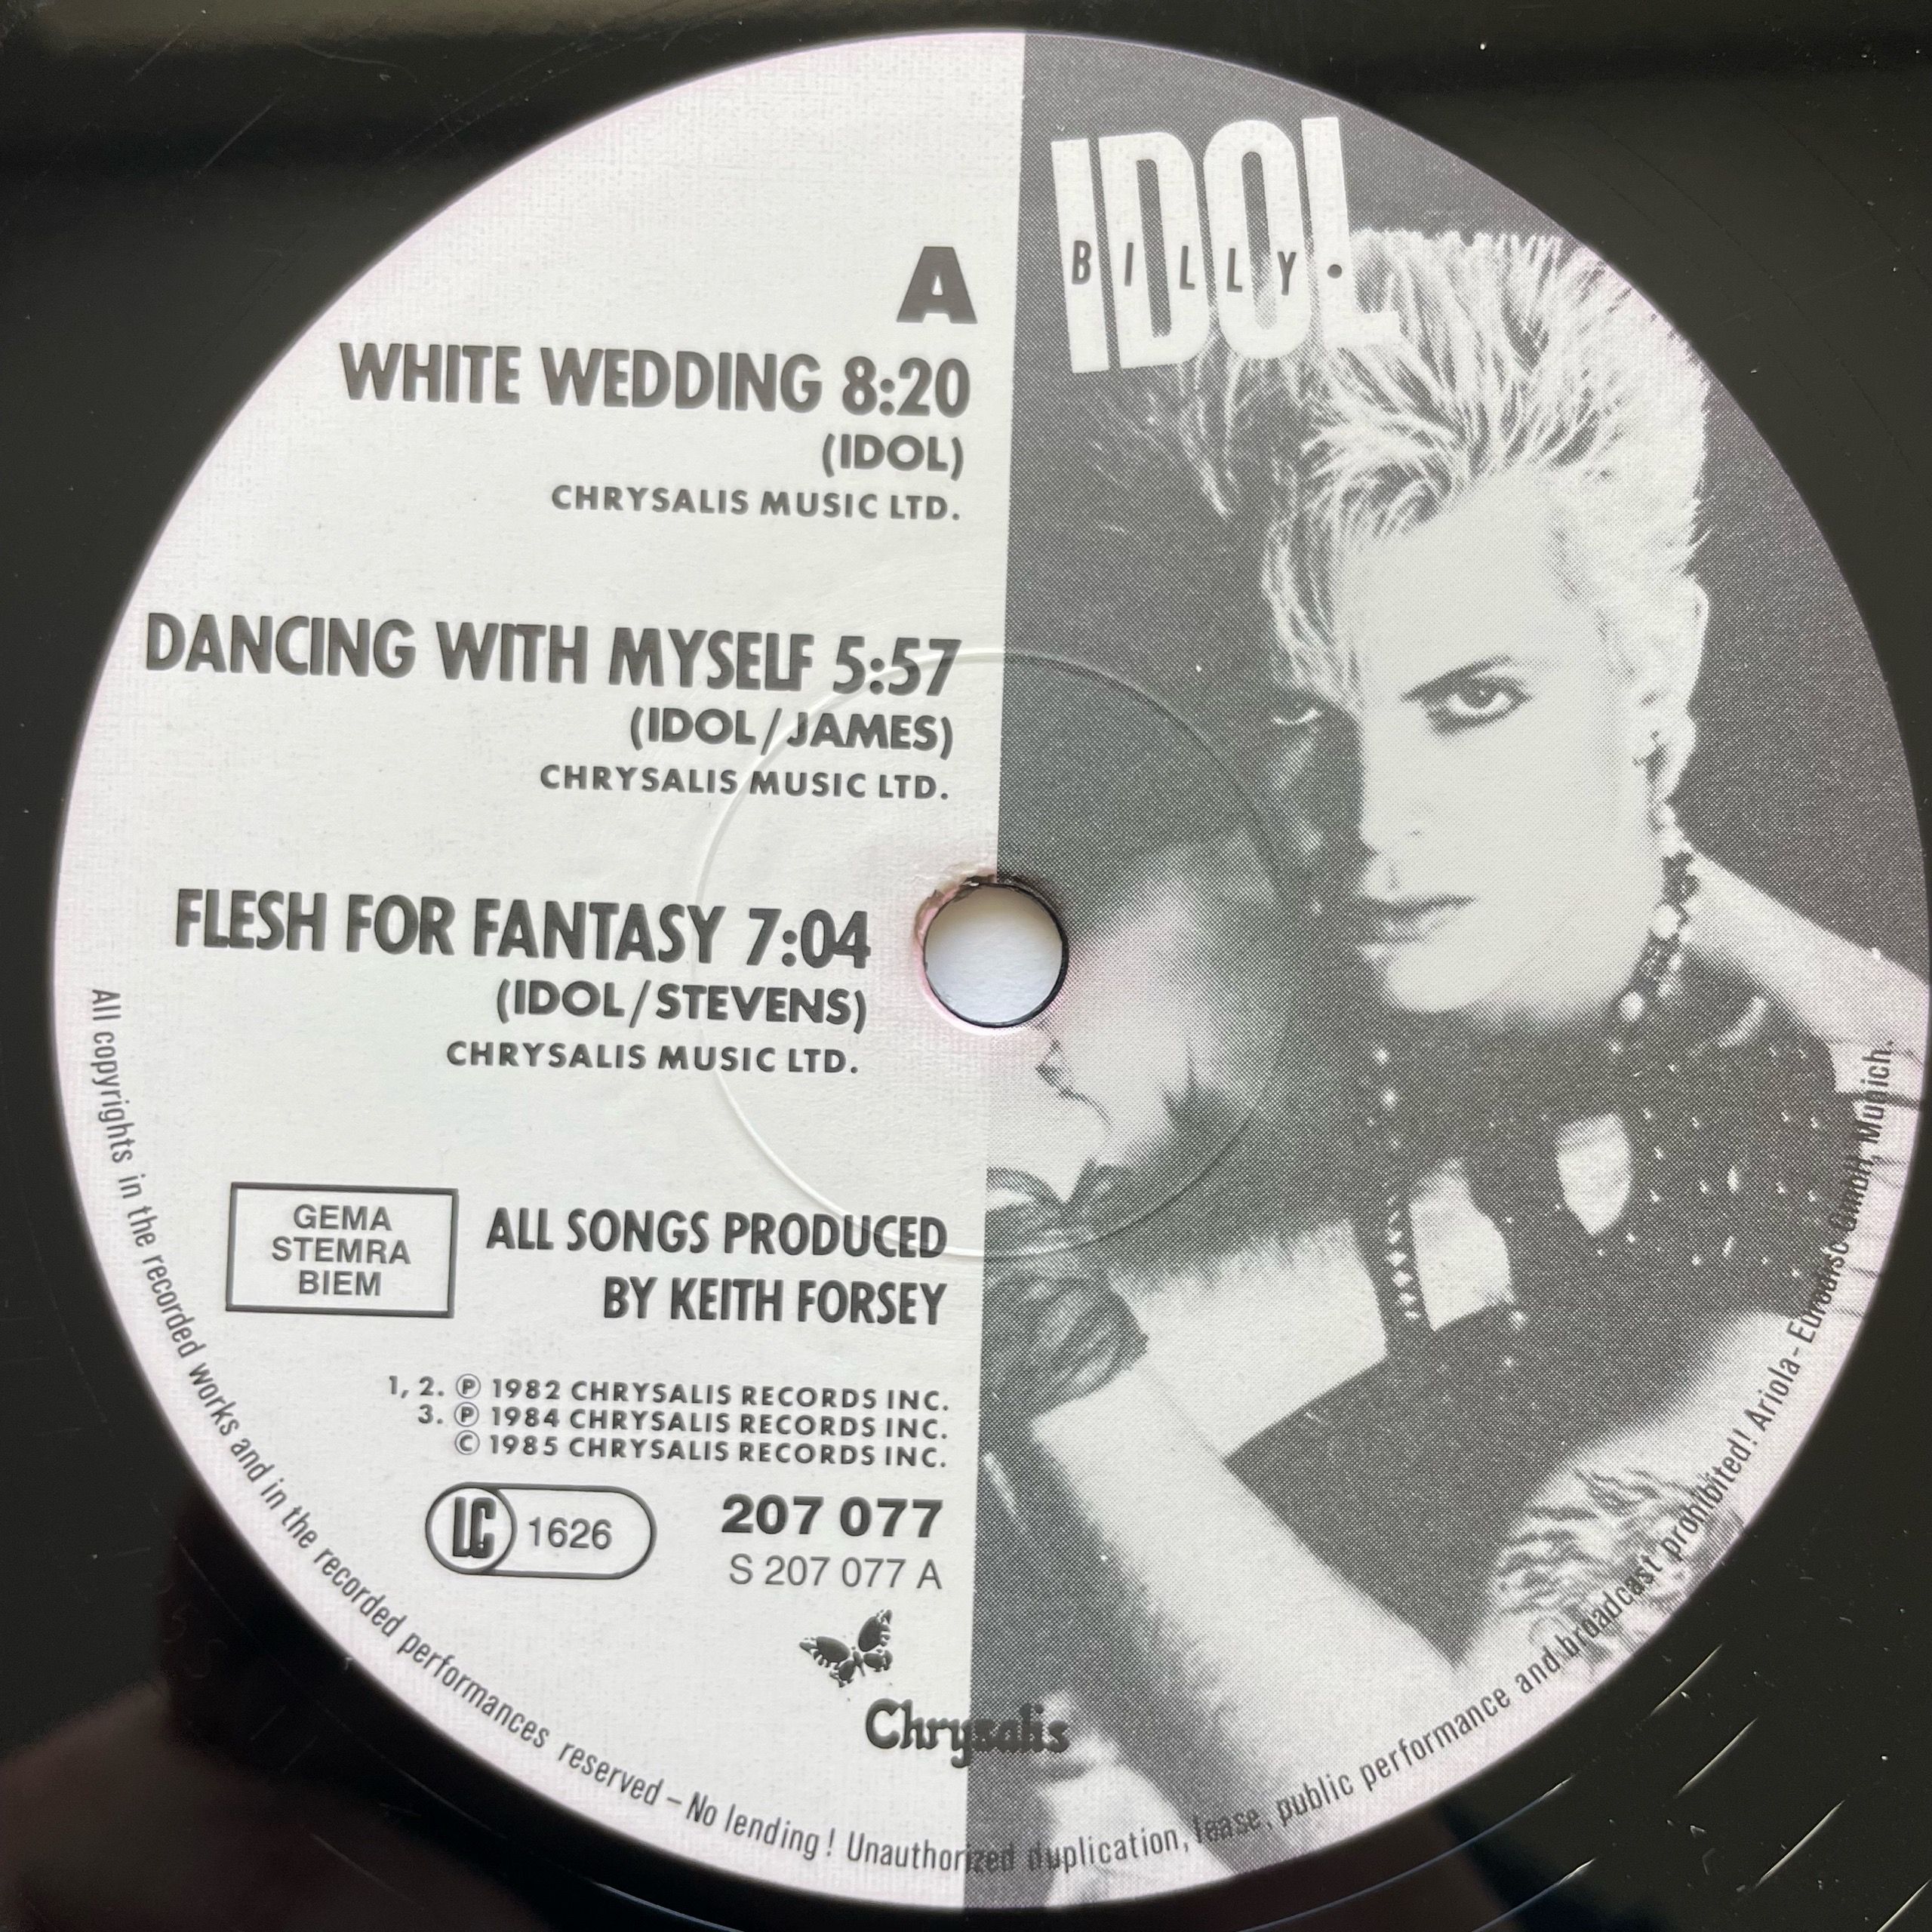 A
WHITE WEDDING 8:20
(IDOL)
CHRYSALIS MUSIC LTD.
DANCING WITH MYSELF 5:57
(IDOL/JAMES)
CHRYSALIS MUSIC LTD.
FLESH FOR FANTASY 7:04
(IDOL/STEVENS)
CHRYSALIS MUSIC LTD.
GEMA
STEMRA
BIEM
ALL SONGS PRODUCED
BY KEITH FORSEY
1, 2. ℗ 1982 CHRYSALIS RECORDS INC.
3. ℗ 1984 CHRYSALIS RECORDS INC.
© 1985 CHRYSALIS RECORDS INC.
LC 1626
207 077
S 207 077 A
Chrysalis
IDOL
BILLY.
All copyrights in the recorded works and in the recorded performances reserved – No lending! Unauthorized duplication, lease, public performance and broadcast prohibited! Ariola-Eurodisc GmbH, Munich.